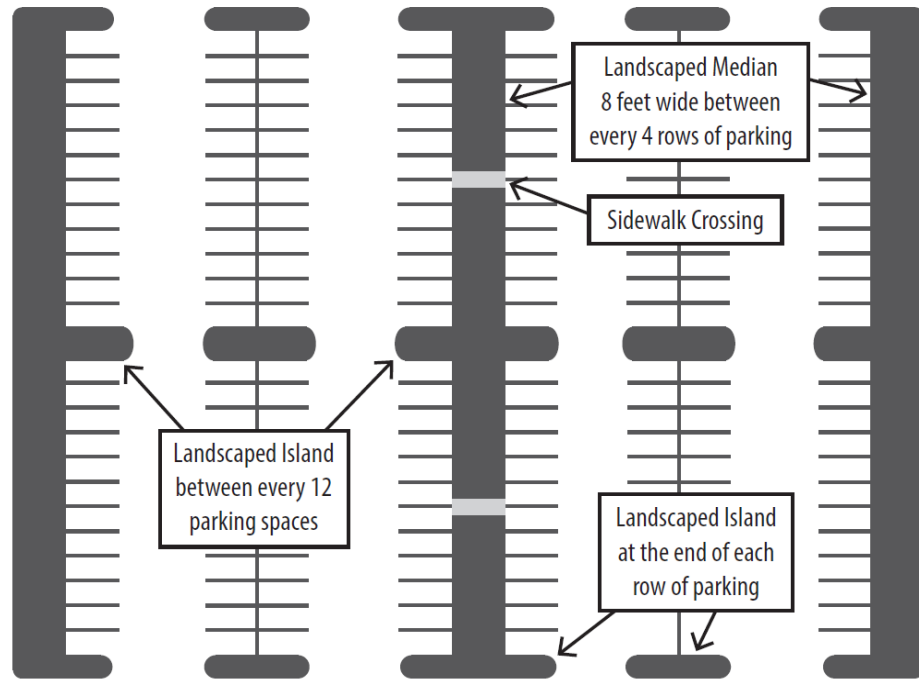 Landscaped Median
8 feet wide between
every 4 rows of parking
Sidewalk Crossing
Landscaped Island
between every 12
parking spaces
Landscaped Island
at the end of each
row of parking